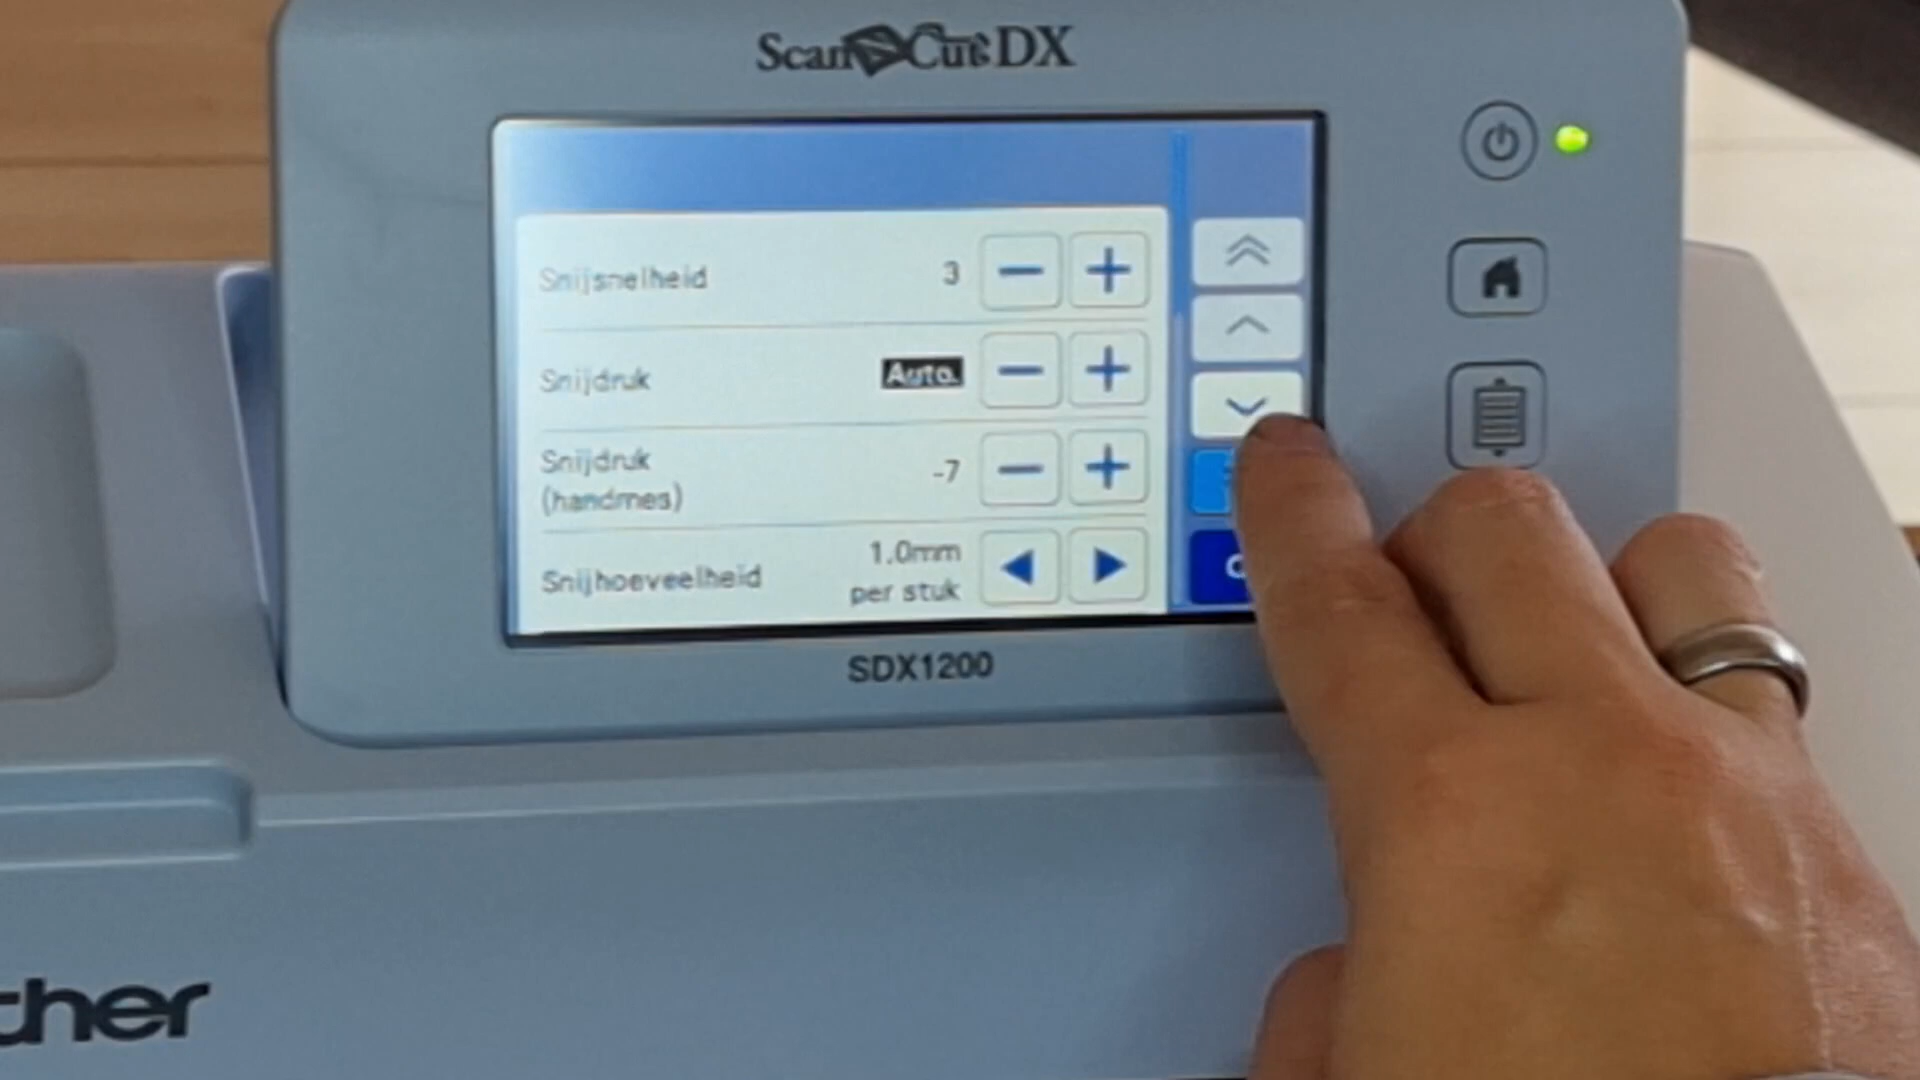 ScanNCut DX
Snijsnelheid 3
Snijdruk Auto
Snijdruk
(handmes) -7
Snijhoeveelheid 1.0mm
per stuk
SDX1200
ther